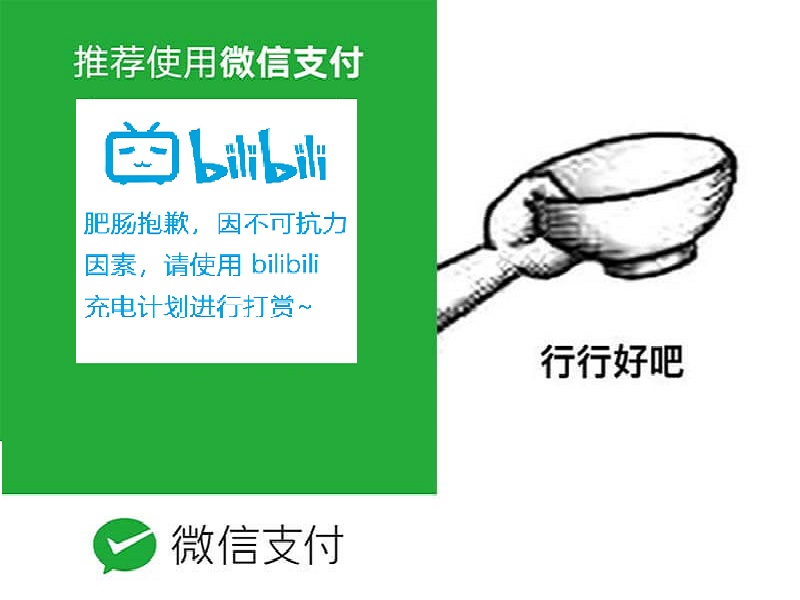 推荐使用微信支付
bilibili
肥肠抱歉，因不可抗力
因素，请使用 bilibili
充电计划进行打赏~
行行好吧
微信支付